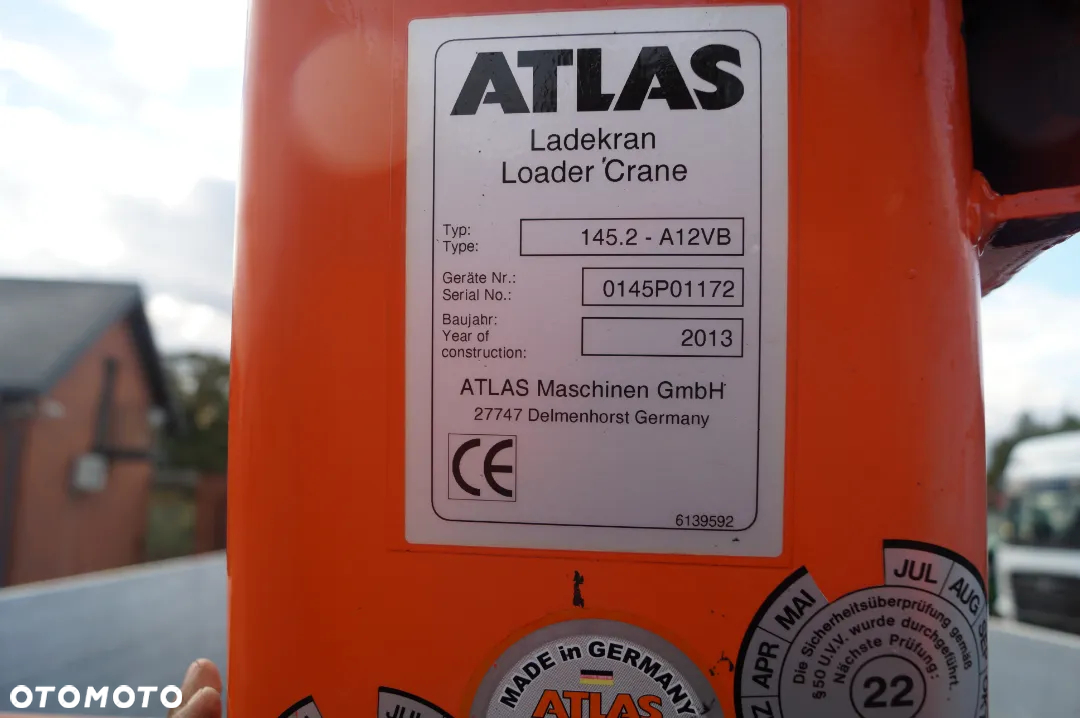 ATLAS
Ladekran
Loader Crane
Typ:
Type:
145.2 - A12VB
Geräte Nr.:
Serial No.:
0145P01172
Baujahr:
Year of
construction:
2013
ATLAS Maschinen GmbH
27747 Delmenhorst Germany
CE
6139592
MADE in GERMANY
ATLAS
APR MAI JUL AUG
Die Sicherheitsüberprüfung gemäß
§50 U.V.V. wurde durchgeführt.
Nächste Prüfung:
22
OTOMOTO